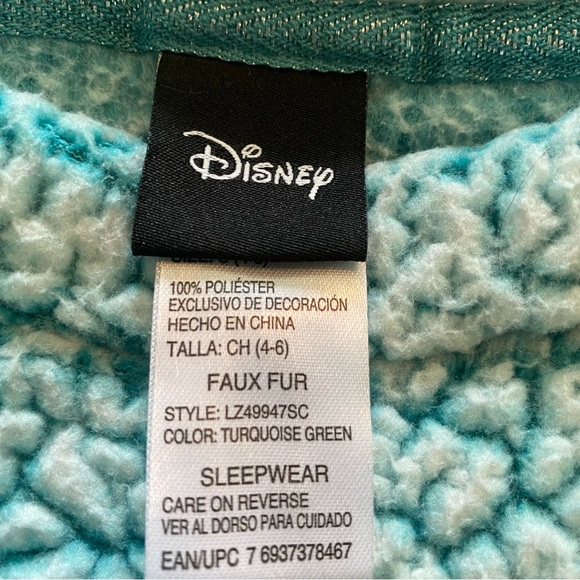 Disney
100% POLIÉSTER
EXCLUSIVO DE DECORACIÓN
HECHO EN CHINA
TALLA: CH (4-6)
FAUX FUR
STYLE: LZ49947SC
COLOR: TURQUOISE GREEN
SLEEPWEAR
CARE ON REVERSE
VER AL DORSO PARA CUIDADO
EAN/UPC 7 6937378467